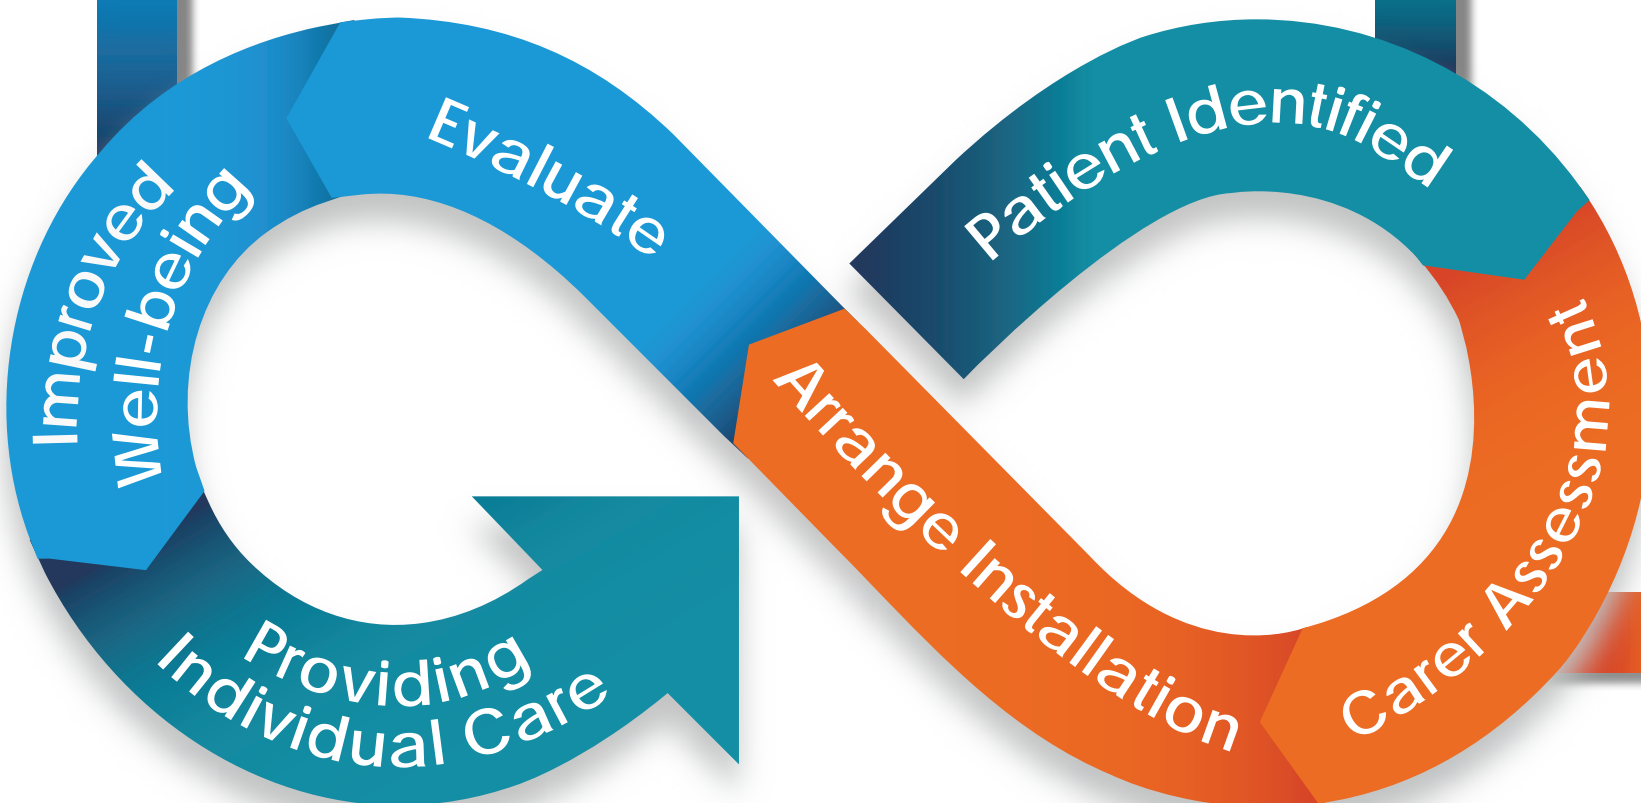 Patient Identified
Carer Assessment
Arrange Installation
Evaluate
Improved
Well-being
Providing
Individual Care